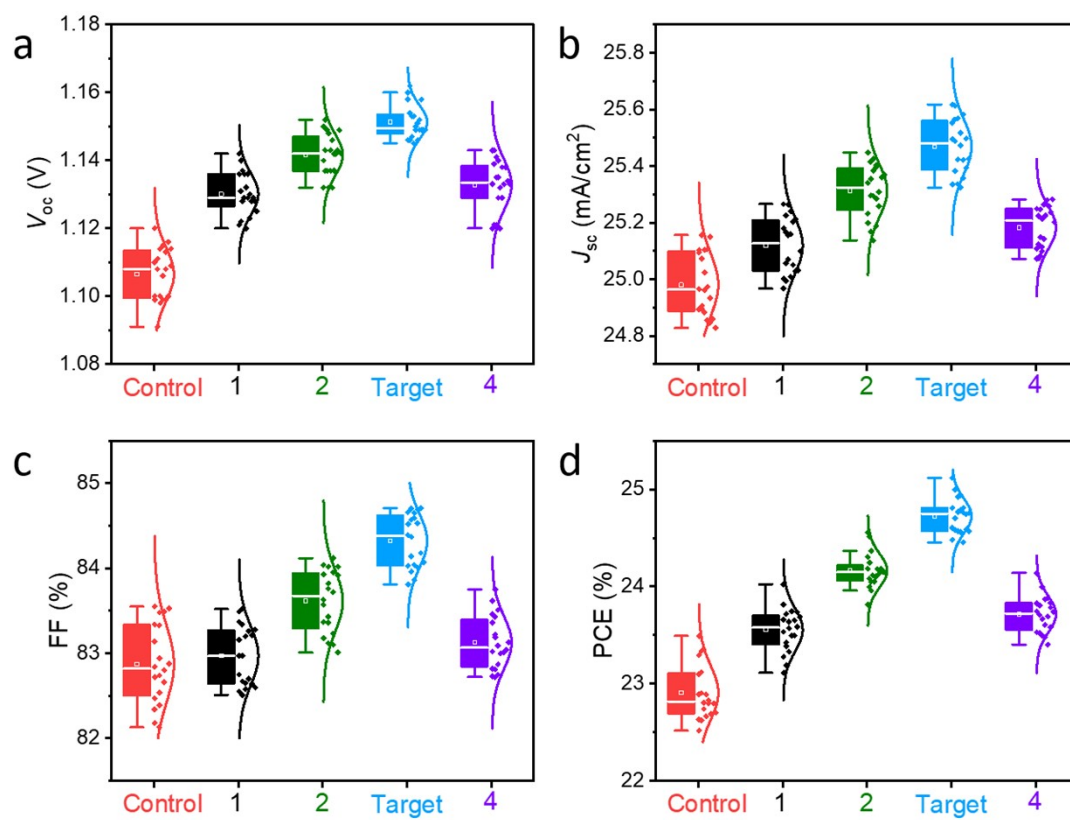 a
1.18
1.16
1.14
1.12
1.10
1.08
Voc (V)
Control 1 2 Target 4
b
25.8
25.6
25.4
25.2
25.0
24.8
Jsc (mA/cm²)
Control 1 2 Target 4
c
85
84
83
82
FF (%)
Control 1 2 Target 4
d
25
24
23
22
PCE (%)
Control 1 2 Target 4